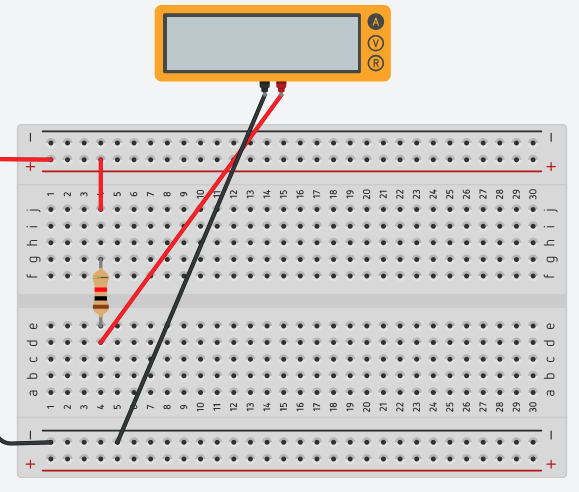 A
V
R
− −
+ +
1 2 3 4 5 6 7 8 9 10 11 12 13 14 15 16 17 18 19 20 21 22 23 24 25 26 27 28 29 30
j j
i i
h h
g g
f f
e e
d d
c c
b b
a a
1 2 3 4 5 6 7 8 9 10 11 12 13 14 15 16 17 18 19 20 21 22 23 24 25 26 27 28 29 30
− −
+ +